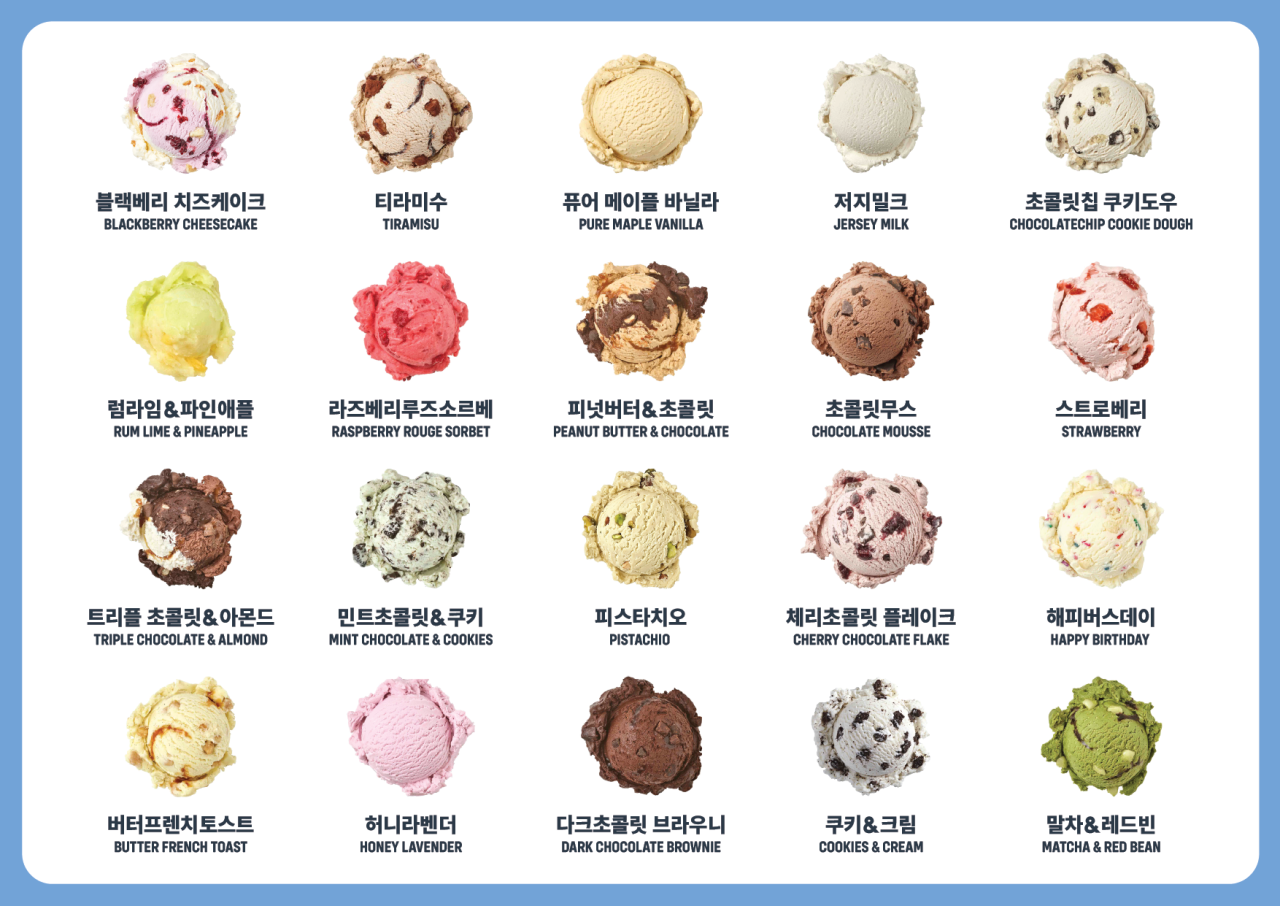 블랙베리 치즈케이크
BLACKBERRY CHEESECAKE
티라미수
TIRAMISU
퓨어 메이플 바닐라
PURE MAPLE VANILLA
저지밀크
JERSEY MILK
초콜릿칩 쿠키도우
CHOCOLATECHIP COOKIE DOUGH
럼라임&파인애플
RUM LIME & PINEAPPLE
라즈베리루즈소르베
RASPBERRY ROUGE SORBET
피넛버터&초콜릿
PEANUT BUTTER & CHOCOLATE
초콜릿무스
CHOCOLATE MOUSSE
스트로베리
STRAWBERRY
트리플 초콜릿&아몬드
TRIPLE CHOCOLATE & ALMOND
민트초콜릿&쿠키
MINT CHOCOLATE & COOKIES
피스타치오
PISTACHIO
체리초콜릿 플레이크
CHERRY CHOCOLATE FLAKE
해피버스데이
HAPPY BIRTHDAY
버터프렌치토스트
BUTTER FRENCH TOAST
허니라벤더
HONEY LAVENDER
다크초콜릿 브라우니
DARK CHOCOLATE BROWNIE
쿠키&크림
COOKIES & CREAM
말차&레드빈
MATCHA & RED BEAN